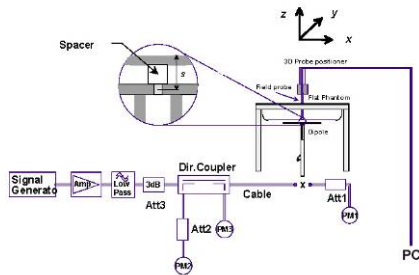 z
y
x
Spacer
s
3D Probe positioner
Field probe
Flat Phantom
Dipole
Dir.Coupler
Signal
Generato
Amp
Low
Pass
3dB
Att3
Cable
x
Att1
PM1
Att2
PM3
PM2
PC